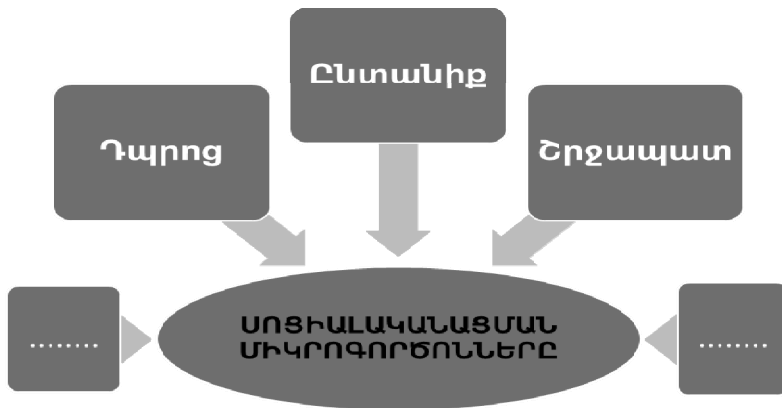 Ընտանիք
Դպրոց
Շրջապատ
ՍՈՑԻԱԼԱԿԱՆԱՑՄԱՆ
ՄԻԿՐՈԳՈՐԾՈՆՆԵՐԸ
........
........